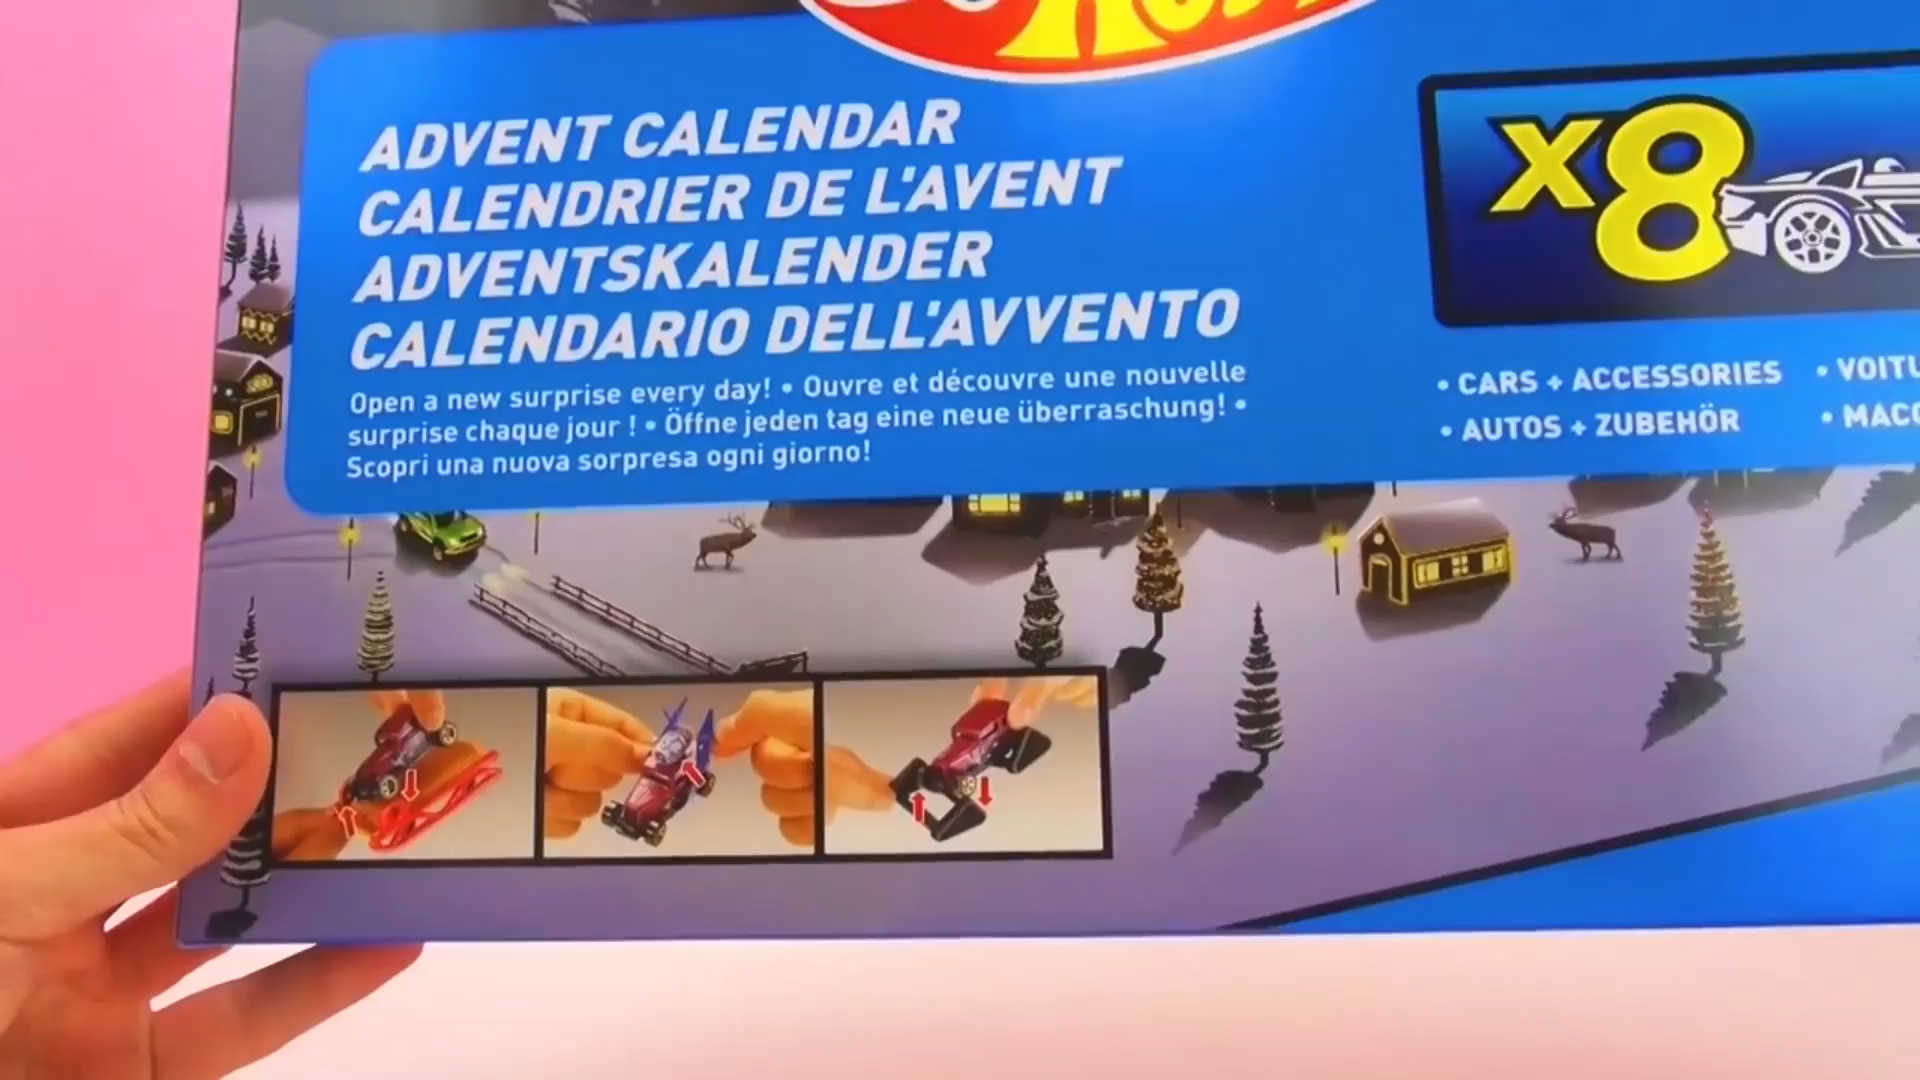 ADVENT CALENDAR
CALENDRIER DE L'AVENT
ADVENTSKALENDER
CALENDARIO DELL'AVVENTO
Open a new surprise every day! • Ouvre et découvre une nouvelle
surprise chaque jour ! • Öffne jeden tag eine neue überraschung! •
Scopri una nuova sorpresa ogni giorno!
X8
• CARS + ACCESSORIES
• AUTOS + ZUBEHÖR